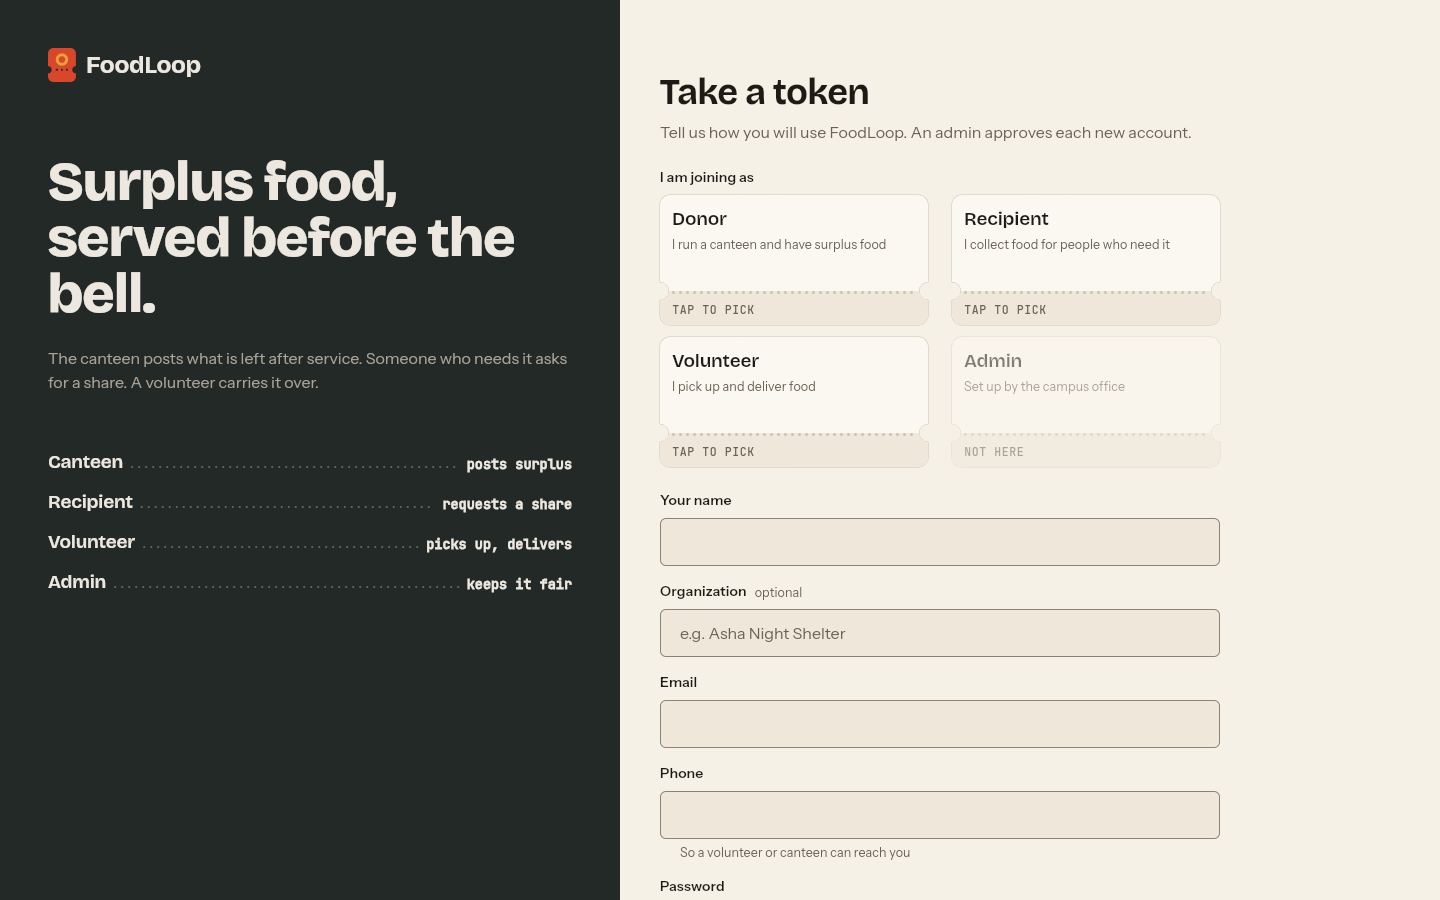 FoodLoop
Surplus food,
served before the
bell.
The canteen posts what is left after service. Someone who needs it asks
for a share. A volunteer carries it over.
Canteen posts surplus
Recipient requests a share
Volunteer picks up, delivers
Admin keeps it fair
Take a token
Tell us how you will use FoodLoop. An admin approves each new account.
I am joining as
Donor
I run a canteen and have surplus food
TAP TO PICK
Recipient
I collect food for people who need it
TAP TO PICK
Volunteer
I pick up and deliver food
TAP TO PICK
Admin
Set up by the campus office
NOT HERE
Your name
Organization optional
e.g. Asha Night Shelter
Email
Phone
So a volunteer or canteen can reach you
Password